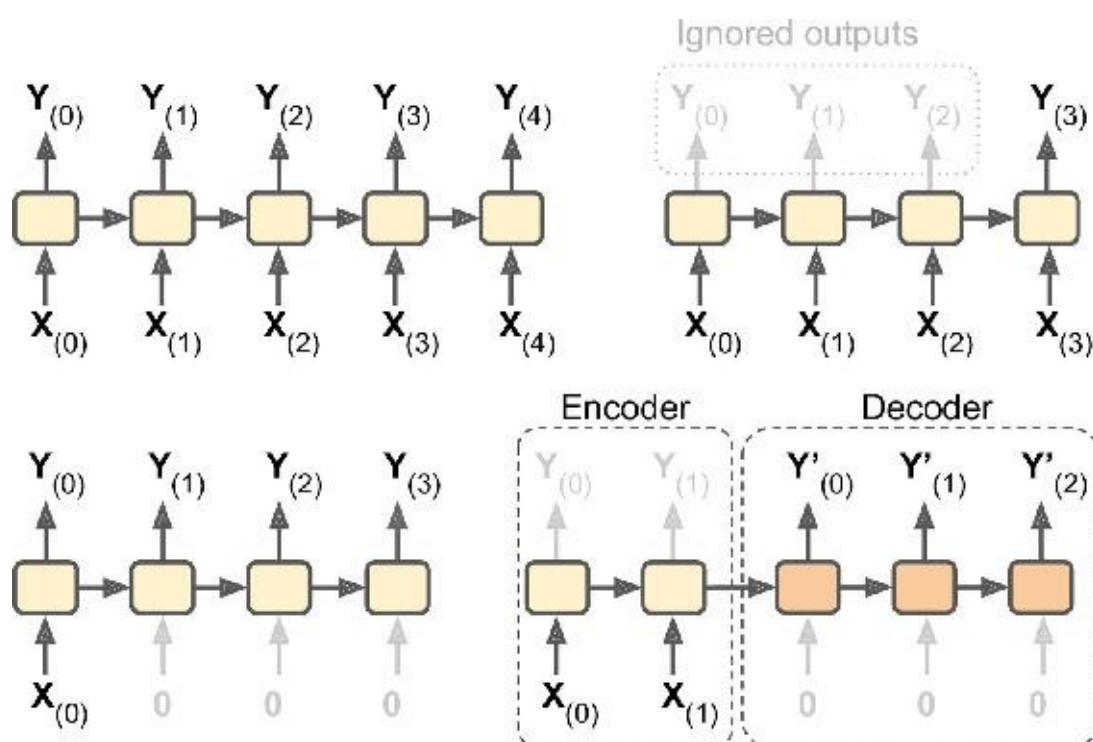 Ignored outputs
Y(0) Y(1) Y(2) Y(3) Y(4)
Y(0) Y(1) Y(2) Y(3)
X(0) X(1) X(2) X(3) X(4)
X(0) X(1) X(2) X(3)
Encoder
Decoder
Y(0) Y(1) Y(2) Y(3)
Y(0) Y(1)
Y'(0) Y'(1) Y'(2)
X(0) 0 0 0
X(0) X(1)
0 0 0